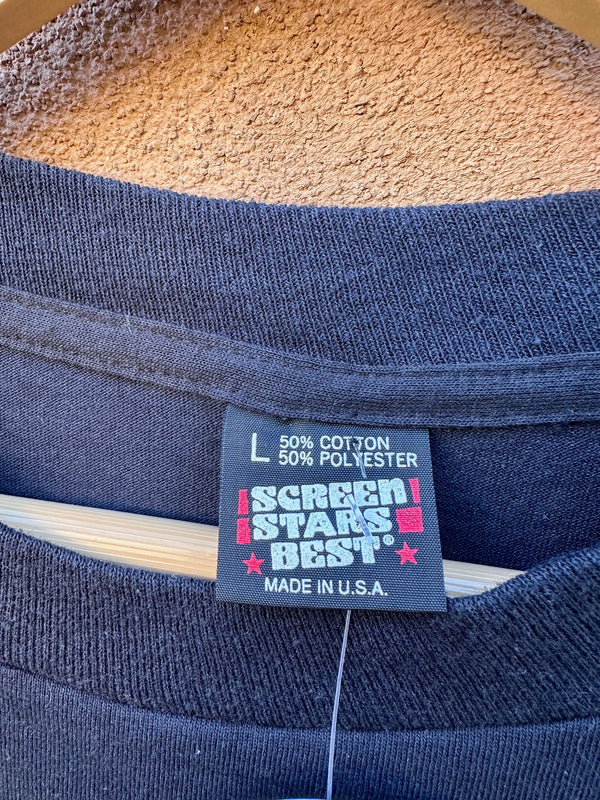 L 50% COTTON
50% POLYESTER
SCREEN
STARS
BEST®
MADE IN U.S.A.